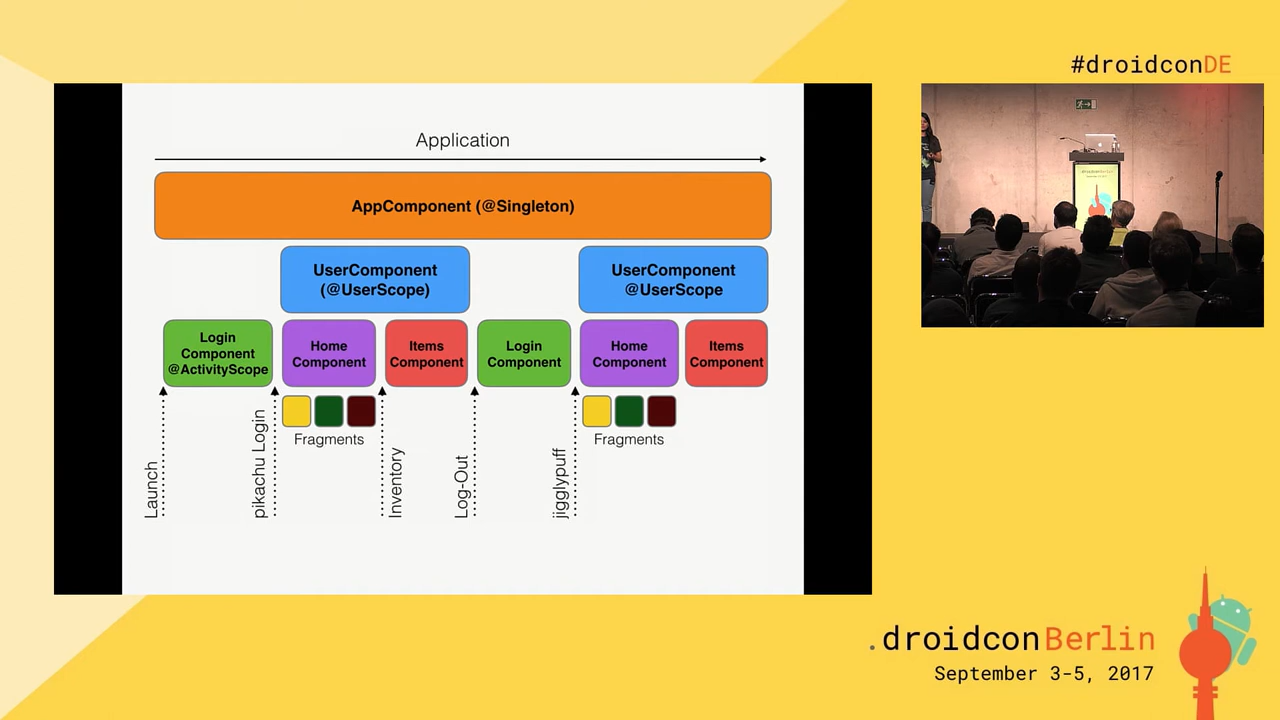 #droidconDE
Application
AppComponent (@Singleton)
UserComponent
(@UserScope)
UserComponent
@UserScope
Login
Component
@ActivityScope
Home
Component
Items
Component
Login
Component
Home
Component
Items
Component
Fragments
Fragments
Launch
pikachu Login
Inventory
Log-Out
jigglypuff
.droidconBerlin
September 3-5, 2017